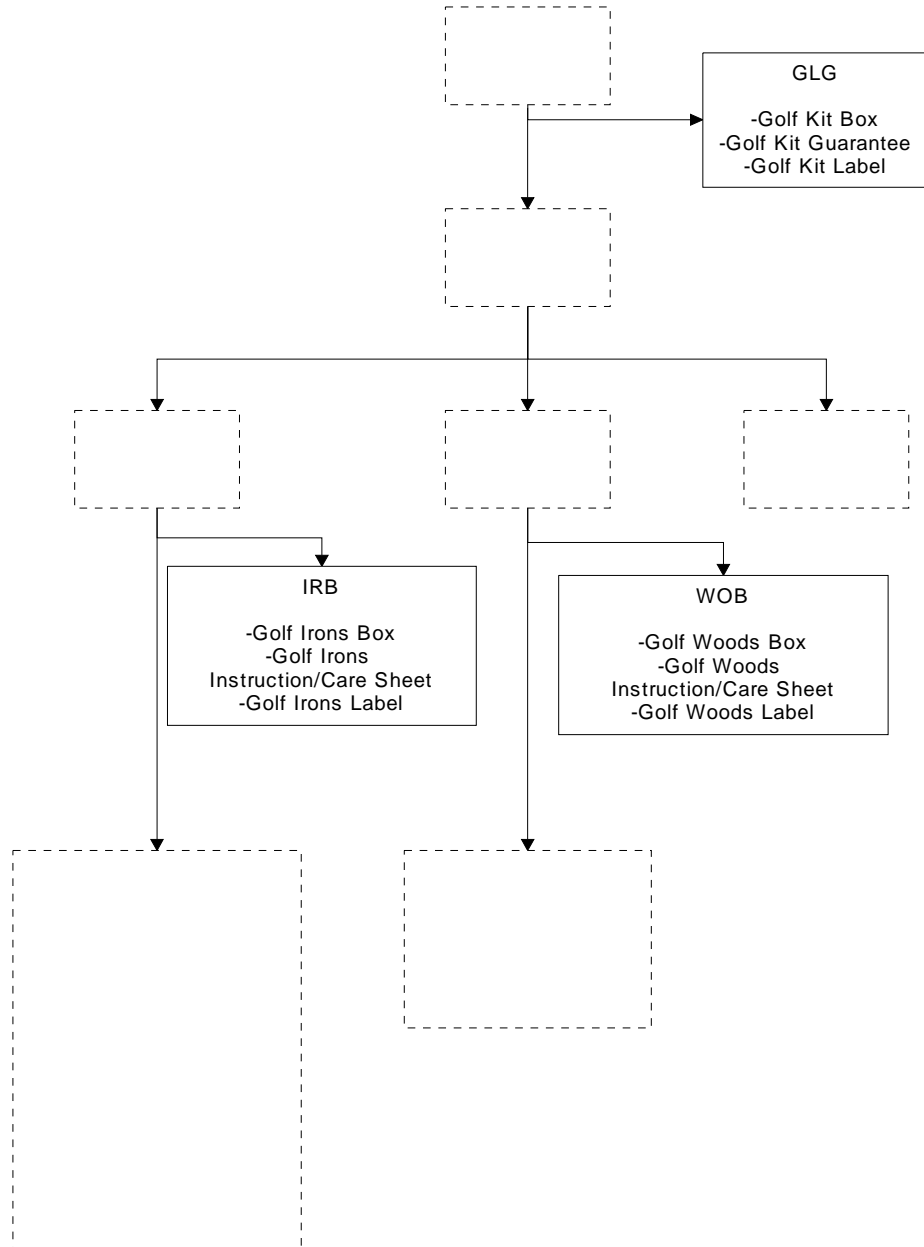 GLG
-Golf Kit Box
-Golf Kit Guarantee
-Golf Kit Label
IRB
-Golf Irons Box
-Golf Irons
Instruction/Care Sheet
-Golf Irons Label
WOB
-Golf Woods Box
-Golf Woods
Instruction/Care Sheet
-Golf Woods Label